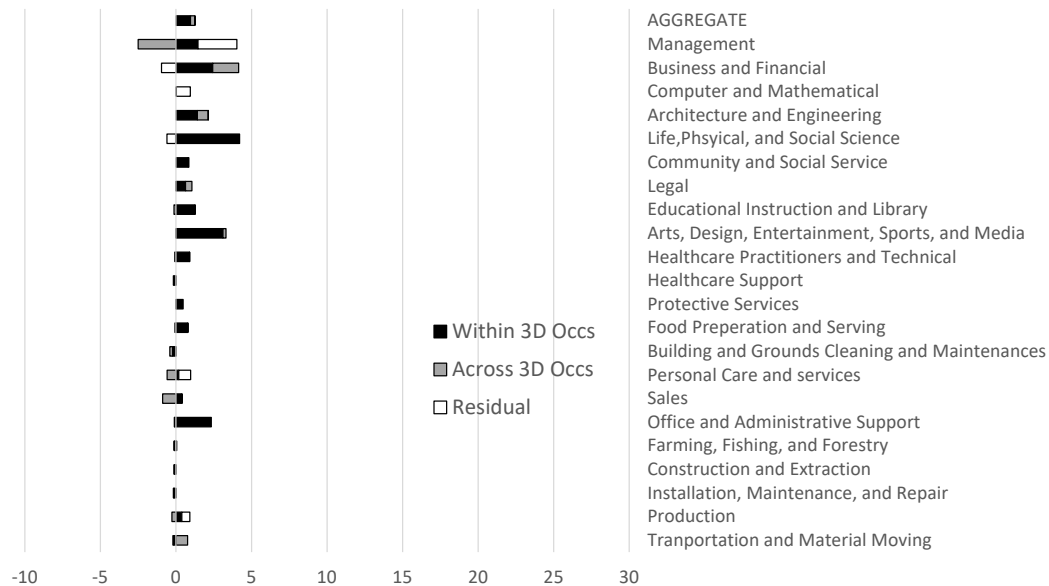 AGGREGATE
Management
Business and Financial
Computer and Mathematical
Architecture and Engineering
Life,Phsyical, and Social Science
Community and Social Service
Legal
Educational Instruction and Library
Arts, Design, Entertainment, Sports, and Media
Healthcare Practitioners and Technical
Healthcare Support
Protective Services
Food Preperation and Serving
Building and Grounds Cleaning and Maintenances
Personal Care and services
Sales
Office and Administrative Support
Farming, Fishing, and Forestry
Construction and Extraction
Installation, Maintenance, and Repair
Production
Tranportation and Material Moving
Within 3D Occs
Across 3D Occs
Residual
-10 -5 0 5 10 15 20 25 30